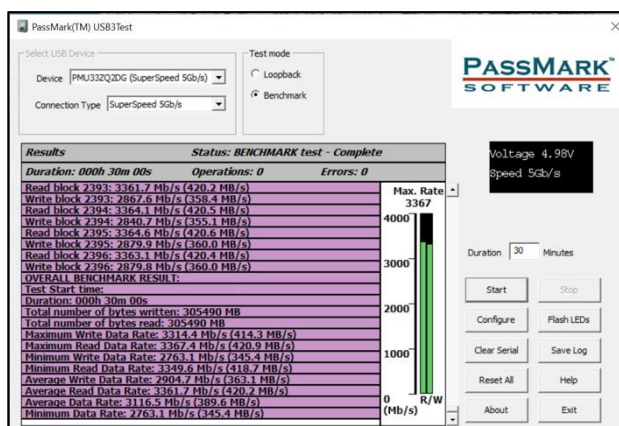 PassMark(TM) USB3Test
Select USB Device
Device PMU33ZQ2DG (SuperSpeed 5Gb/s)
Connection Type SuperSpeed 5Gb/s
Test mode
Loopback
Benchmark
PASSMARK™
SOFTWARE
Results Status: BENCHMARK test - Complete
Duration: 000h 30m 00s Operations: 0 Errors: 0
Read block 2393: 3361.7 Mb/s (420.2 MB/s)
Write block 2393: 2867.6 Mb/s (358.4 MB/s)
Read block 2394: 3364.1 Mb/s (420.5 MB/s)
Write block 2394: 2840.7 Mb/s (355.1 MB/s)
Read block 2395: 3364.6 Mb/s (420.6 MB/s)
Write block 2395: 2879.9 Mb/s (360.0 MB/s)
Read block 2396: 3363.1 Mb/s (420.4 MB/s)
Write block 2396: 2879.8 Mb/s (360.0 MB/s)
OVERALL BENCHMARK RESULT:
Test Start time:
Duration: 000h 30m 00s
Total number of bytes written: 305490 MB
Total number of bytes read: 305490 MB
Maximum Write Data Rate: 3314.4 Mb/s (414.3 MB/s)
Maximum Read Data Rate: 3367.4 Mb/s (420.9 MB/s)
Minimum Write Data Rate: 2763.1 Mb/s (345.4 MB/s)
Minimum Read Data Rate: 3349.6 Mb/s (418.7 MB/s)
Average Write Data Rate: 2904.7 Mb/s (363.1 MB/s)
Average Read Data Rate: 3361.7 Mb/s (420.2 MB/s)
Average Data Rate: 3116.5 Mb/s (389.6 MB/s)
Minimum Data Rate: 2763.1 Mb/s (345.4 MB/s)
Max. Rate
3367
4000
3000
2000
1000
0 R/W
(Mb/s)
Voltage 4.98V
Speed 5Gb/s
Duration 30 Minutes
Start Stop
Configure Flash LEDs
Clear Serial Save Log
Reset All Help
About Exit